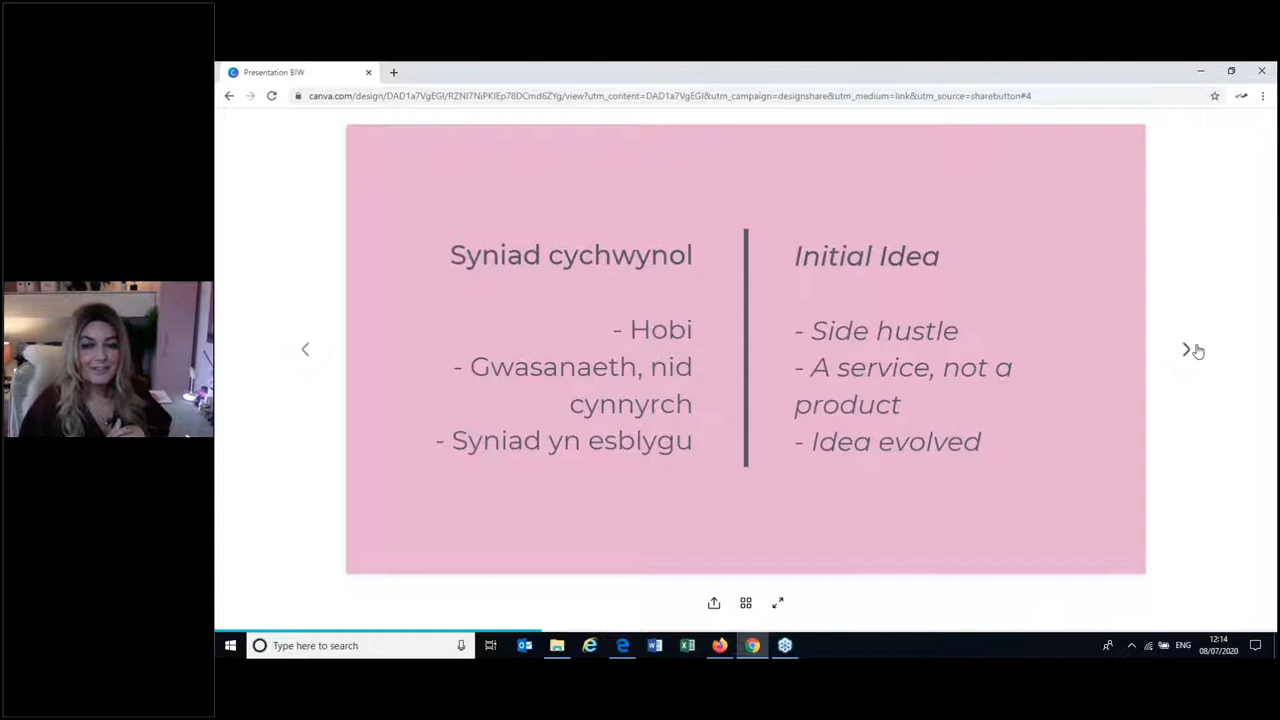 Presentation BIW
canva.com/design/DAD1a7VgEGI/RZNI7NiPKIEp78DCmd6ZYg/view?utm_content=DAD1a7VgEGI&utm_campaign=designshare&utm_medium=link&utm_source=sharebutton#4
Syniad cychwynol
- Hobi
- Gwasanaeth, nid
cynnyrch
- Syniad yn esblygu
Initial Idea
- Side hustle
- A service, not a
product
- Idea evolved
Type here to search
ENG
12:14
08/07/2020